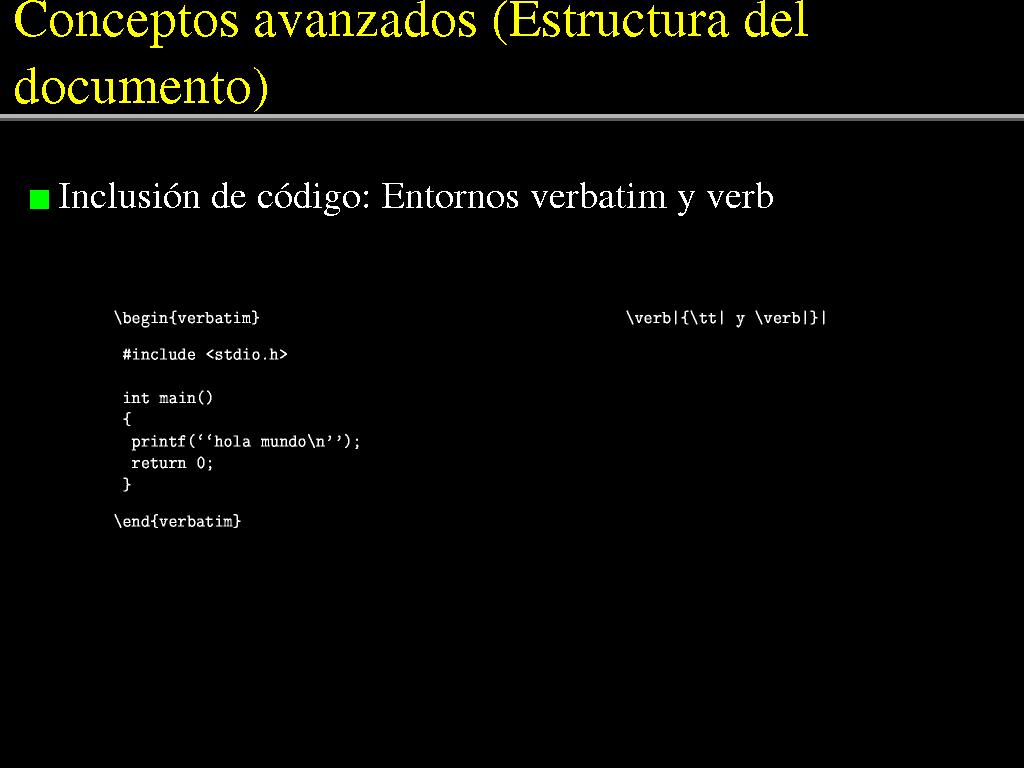 Conceptos avanzados (Estructura del
documento)
Inclusión de código: Entornos verbatim y verb
\begin{verbatim}
#include <stdio.h>
int main()
{
printf(‘‘hola mundo\n’’);
return 0;
}
\end{verbatim}
\verb|{\tt| y \verb|}|